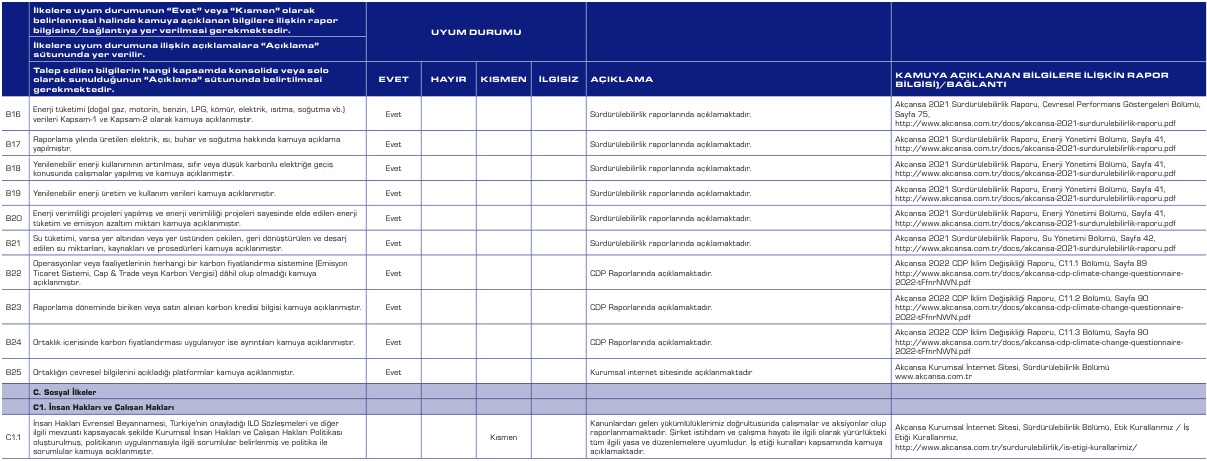 İlkelere uyum durumunun “Evet” veya “Kısmen” olarak
belirlenmesi halinde kamuya açıklanan bilgilere ilişkin rapor
bilgisine/bağlantıya yer verilmesi gerekmektedir.
İlkelere uyum durumuna ilişkin açıklamalara “Açıklama”
sütununda yer verilir.
Talep edilen bilgilerin hangi kapsamda konsolide veya solo
olarak sunulduğunun “Açıklama” sütununda belirtilmesi
gerekmektedir.
UYUM DURUMU
EVET
HAYIR
KISMEN
İLGİSİZ
AÇIKLAMA
KAMUYA AÇIKLANAN BİLGİLERE İLİŞKİN RAPOR
BİLGİSİ)/BAĞLANTI
B16
Enerji tüketimi (doğal gaz, motorin, benzin, LPG, kömür, elektrik, ısıtma, soğutma vb.)
verileri Kapsam-1 ve Kapsam-2 olarak kamuya açıklanmıştır.
Evet
Sürdürülebilirlik raporlarında açıklamaktadır.
Akçansa 2021 Sürdürülebilirlik Raporu, Çevresel Performans Göstergeleri Bölümü,
Sayfa 75,
http://www.akcansa.com.tr/docs/akcansa-2021-surdurulebilirlik-raporu.pdf
B17
Raporlama yılında üretilen elektrik, ısı, buhar ve soğutma hakkında kamuya açıklama
yapılmıştır.
Evet
Sürdürülebilirlik raporlarında açıklamaktadır.
Akçansa 2021 Sürdürülebilirlik Raporu, Enerji Yönetimi Bölümü, Sayfa 41,
http://www.akcansa.com.tr/docs/akcansa-2021-surdurulebilirlik-raporu.pdf
B18
Yenilenebilir enerji kullanımının artırılması, sıfır veya düşük karbonlu elektriğe geçiş
konusunda çalışmalar yapılmış ve kamuya açıklanmıştır.
Evet
Sürdürülebilirlik raporlarında açıklamaktadır.
Akçansa 2021 Sürdürülebilirlik Raporu, Enerji Yönetimi Bölümü, Sayfa 41,
http://www.akcansa.com.tr/docs/akcansa-2021-surdurulebilirlik-raporu.pdf
B19
Yenilenebilir enerji üretim ve kullanım verileri kamuya açıklanmıştır.
Evet
Sürdürülebilirlik raporlarında açıklamaktadır.
Akçansa 2021 Sürdürülebilirlik Raporu, Enerji Yönetimi Bölümü, Sayfa 41,
http://www.akcansa.com.tr/docs/akcansa-2021-surdurulebilirlik-raporu.pdf
B20
Enerji verimliliği projeleri yapılmış ve enerji verimliliği projeleri sayesinde elde edilen enerji
tüketim ve emisyon azaltım miktarı kamuya açıklanmıştır.
Evet
Sürdürülebilirlik raporlarında açıklamaktadır.
Akçansa 2021 Sürdürülebilirlik Raporu, Enerji Yönetimi Bölümü, Sayfa 41,
http://www.akcansa.com.tr/docs/akcansa-2021-surdurulebilirlik-raporu.pdf
B21
Su tüketimi, varsa yer altından veya yer üstünden çekilen, geri dönüştürülen ve deşarj
edilen su miktarları, kaynakları ve prosedürleri kamuya açıklanmıştır.
Evet
Sürdürülebilirlik raporlarında açıklamaktadır.
Akçansa 2021 Sürdürülebilirlik Raporu, Su Yönetimi Bölümü, Sayfa 42,
http://www.akcansa.com.tr/docs/akcansa-2021-surdurulebilirlik-raporu.pdf
B22
Operasyonlar veya faaliyetlerinin herhangi bir karbon fiyatlandırma sistemine (Emisyon
Ticaret Sistemi, Cap & Trade veya Karbon Vergisi) dâhil olup olmadığı kamuya
açıklanmıştır.
Evet
CDP Raporlarında açıklamaktadır.
Akçansa 2022 CDP İklim Değişikliği Raporu, C11.1 Bölümü, Sayfa 89
http://www.akcansa.com.tr/docs/akcansa-cdp-climate-change-questionnaire-
2022-tFfnrNWN.pdf
B23
Raporlama döneminde biriken veya satın alınan karbon kredisi bilgisi kamuya açıklanmıştır.
Evet
CDP Raporlarında açıklamaktadır.
Akçansa 2022 CDP İklim Değişikliği Raporu, C11.2 Bölümü, Sayfa 90
http://www.akcansa.com.tr/docs/akcansa-cdp-climate-change-questionnaire-
2022-tFfnrNWN.pdf
B24
Ortaklık içerisinde karbon fiyatlandırması uygulanıyor ise ayrıntıları kamuya açıklanmıştır.
Evet
CDP Raporlarında açıklamaktadır.
Akçansa 2022 CDP İklim Değişikliği Raporu, C11.3 Bölümü, Sayfa 90
http://www.akcansa.com.tr/docs/akcansa-cdp-climate-change-questionnaire-
2022-tFfnrNWN.pdf
B25
Ortaklığın çevresel bilgilerini açıkladığı platformlar kamuya açıklanmıştır.
Evet
Kurumsal internet sitesinde açıklanmaktadır
Akçansa Kurumsal İnternet Sitesi, Sürdürülebilirlik Bölümü
www.akcansa.com.tr
C. Sosyal İlkeler
C1. İnsan Hakları ve Çalışan Hakları
C1.1
İnsan Hakları Evrensel Beyannamesi, Türkiye’nin onayladığı ILO Sözleşmeleri ve diğer
ilgili mevzuatı kapsayacak şekilde Kurumsal İnsan Hakları ve Çalışan Hakları Politikası
oluşturulmuş, politikanın uygulanmasıyla ilgili sorumlular belirlenmiş ve politika ile
sorumlular kamuya açıklanmıştır.
Kısmen
Kanunlardan gelen yükümlülüklerimiz doğrultusunda çalışmalar ve aksiyonlar olup
raporlanmamaktadır. Şirket istihdam ve çalışma hayatı ile ilgili olarak yürürlükteki
tüm ilgili yasa ve düzenlemelere uyumludur. İş etiği kuralları kapsamında kamuya
açıklamaktadır.
Akçansa Kurumsal İnternet Sitesi, Sürdürülebilirlik Bölümü, Etik Kurallarımız / İş
Etiği Kurallarımız,
http://www.akcansa.com.tr/surdurulebilirlik/is-etigi-kurallarimiz/